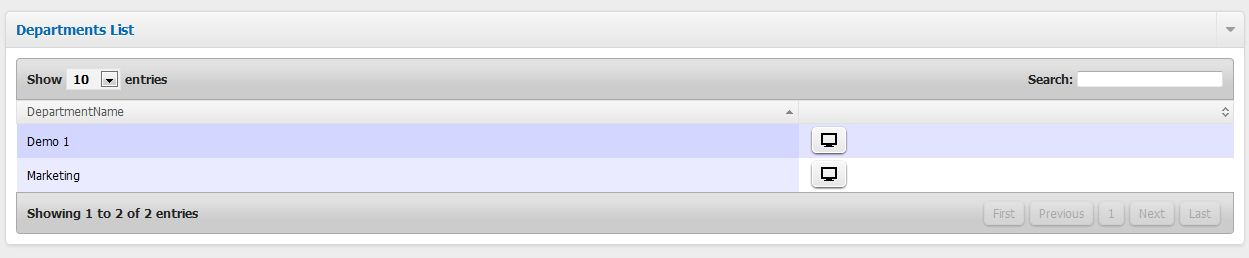 Departments List
Show 10 entries Search:
DepartmentName
Demo 1
Marketing
Showing 1 to 2 of 2 entries First Previous 1 Next Last